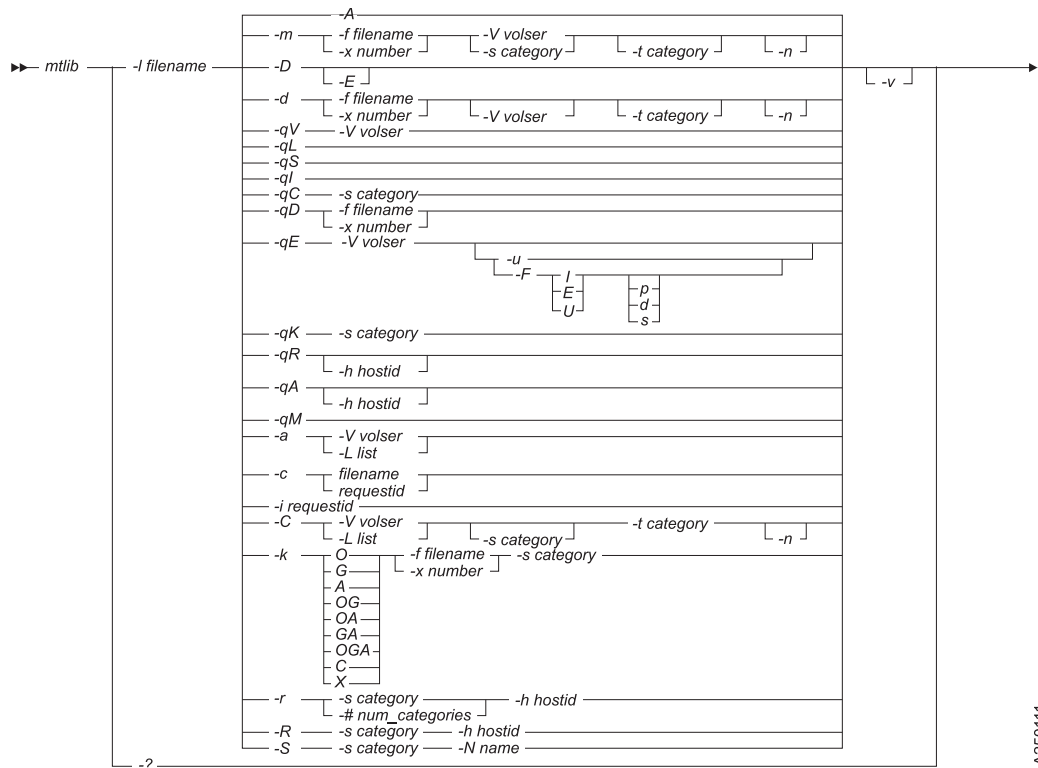 -A
-m -f filename -V volser
-x number -s category -t category -n
mtlib -l filename -D -v
-E
-d -f filename
-x number -V volser -t category -n
-qV -V volser
-qL
-qS
-qI
-qC -s category
-qD -f filename
-x number
-qE -V volser
-u
-F I
E p
U d
s
-qK -s category
-qR
-h hostid
-qA
-h hostid
-qM
-a -V volser
-L list
-c filename
requestid
-i requestid
-C -V volser -t category
-L list -s category -n
-k O -f filename -s category
G -x number
A
OG
OA
GA
OGA
C
X
-r -s category -h hostid
-# num_categories
-R -s category -h hostid
-S -s category -N name
-?